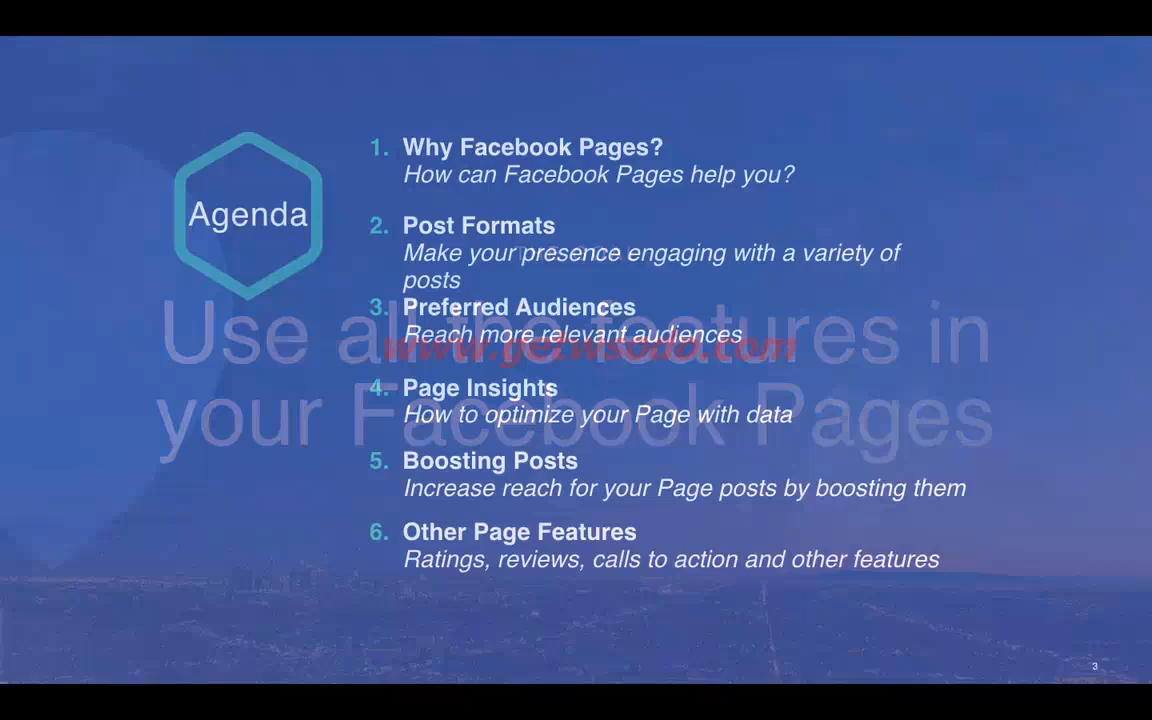 Agenda
1. Why Facebook Pages?
How can Facebook Pages help you?
2. Post Formats
Make your presence engaging with a variety of
posts
3. Preferred Audiences
Reach more relevant audiences
4. Page Insights
How to optimize your Page with data
5. Boosting Posts
Increase reach for your Page posts by boosting them
6. Other Page Features
Ratings, reviews, calls to action and other features
Use all the features in
your Facebook Pages
www.getwsodo.com
3